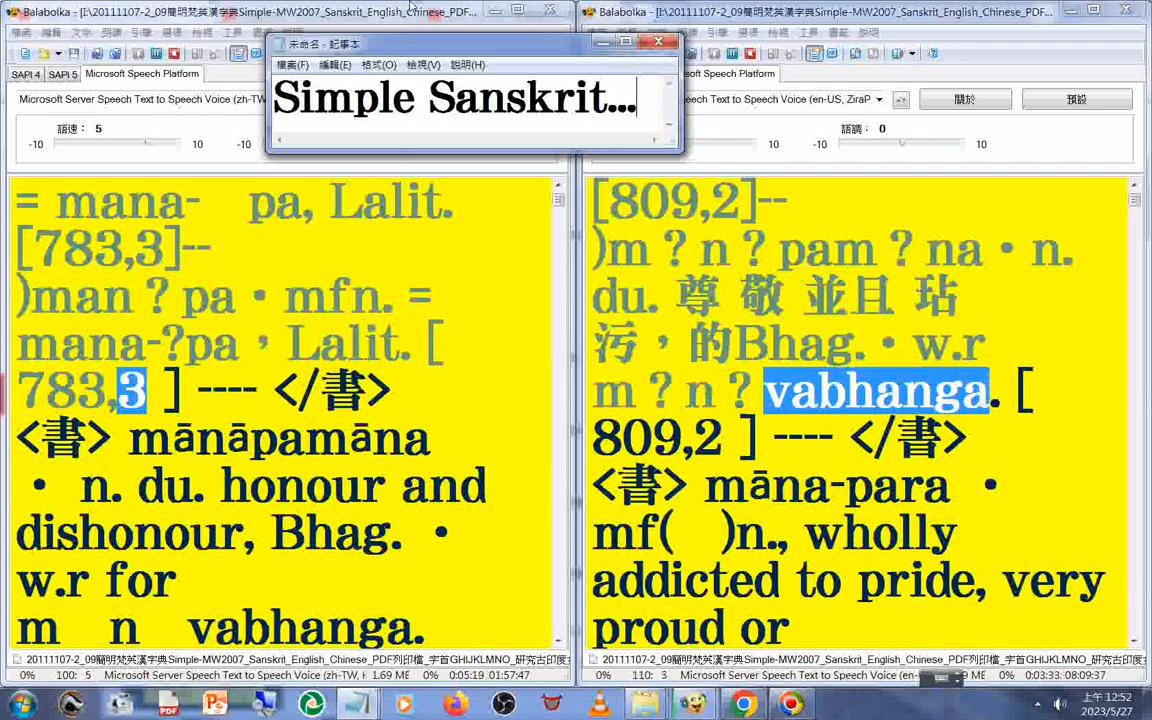 Balabolka - [I:\20111107-2_09簡明梵英漢字典Simple-MW2007_Sanskrit_English_Chinese_PDF...
Balabolka - [I:\20111107-2_09簡明梵英漢字典Simple-MW2007_Sanskrit_English_Chinese_PDF...
未命名 - 記事本
檔案(F) 編輯(E) 格式(O) 檢視(V) 說明(H)
Simple Sanskrit...
SAPI 4 SAPI 5 Microsoft Speech Platform
Microsoft Server Speech Text to Speech Voice (zh-TW
語速： 5
-10 10 -10
= mana- pa, Lalit.
[783,3]--
)man ? pa • mfn. =
mana-?pa，Lalit. [
783,3 ] ---- </書>
<書> mānāpamāna
• n. du. honour and
dishonour, Bhag. •
w.r for
m n vabhanga.
20111107-2_09簡明梵英漢字典Simple-MW2007_Sanskrit_English_Chinese_PDF列印檔_字首GHIJKLMNO_研究古印度
0% 100: 5 Microsoft Server Speech Text to Speech Voice (zh-TW, 1.69 ME 0% 0:05:19 01:57:47
Speech Platform
eech Text to Speech Voice (en-US, ZiraP 關於 預設
語調： 0
10 -10 10
[809,2]--
)m ? n ? pam ? na • n.
du. 尊 敬 並且 玷
污，的Bhag. • w.r
m ? n ? vabhanga. [
809,2 ] ---- </書>
<書> māna-para •
mf( )n., wholly
addicted to pride, very
proud or
20111107-2_09簡明梵英漢字典Simple-MW2007_Sanskrit_English_Chinese_PDF列印檔_字首GHIJKLMNO_研究古印度
0% 110: 3 Microsoft Server Speech Text to Speech Voice (en-US, ME 0% 0:03:33 08:09:37
上午 12:52
2023/5/27